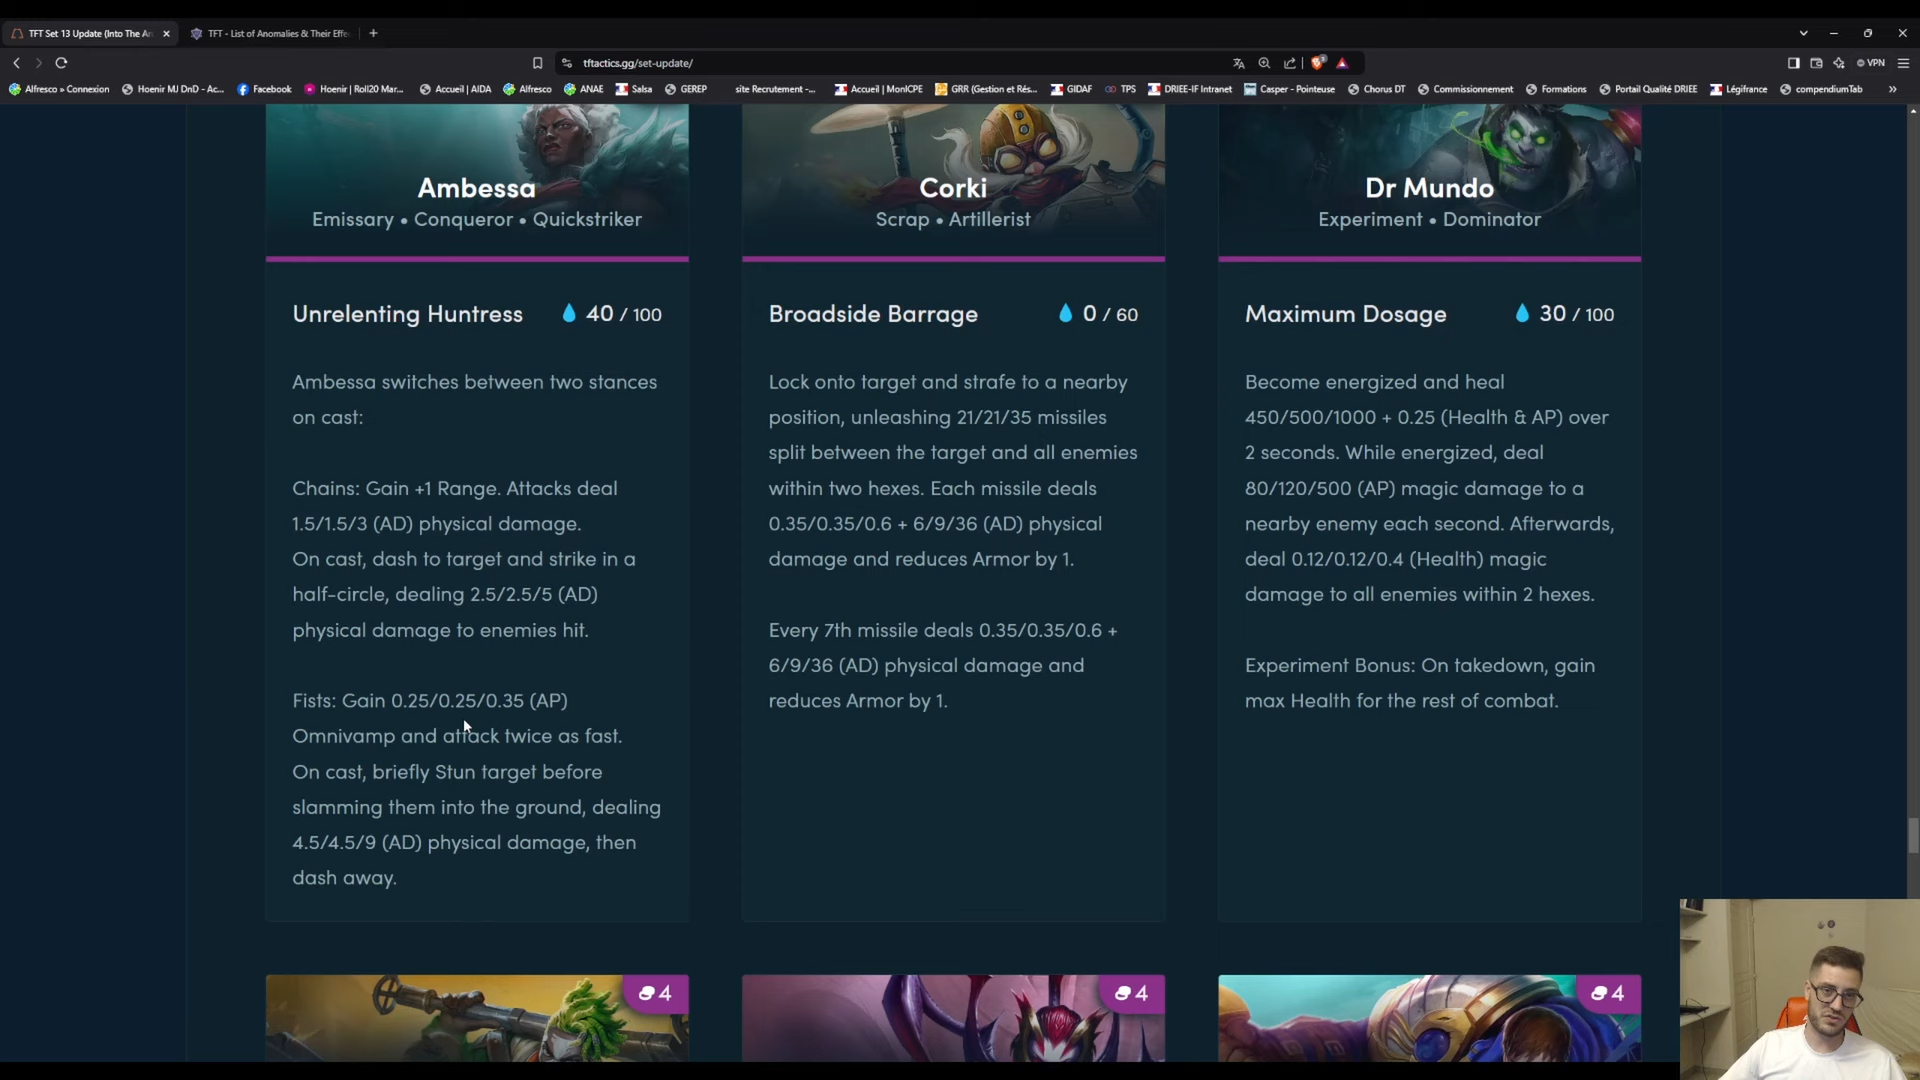 TFT Set 13 Update (Into The Ar
TFT - List of Anomalies & Their Effe
tftactics.gg/set-update/
VPN
Alfresco » Connexion
Hoenir MJ DnD - Ac...
Facebook
Hoenir | Roll20 Mar...
Accueil | AIDA
Alfresco
ANAE
Salsa
GEREP
site Recrutement -...
Accueil | MonICPE
GRR (Gestion et Rés...
GIDAF
TPS
DRIEE-IF Intranet
Casper - Pointeuse
Chorus DT
Commissionnement
Formations
Portail Qualité DRIEE
Légifrance
compendiumTab
Ambessa
Emissary • Conqueror • Quickstriker
Unrelenting Huntress 40 / 100
Ambessa switches between two stances
on cast:
Chains: Gain +1 Range. Attacks deal
1.5/1.5/3 (AD) physical damage.
On cast, dash to target and strike in a
half-circle, dealing 2.5/2.5/5 (AD)
physical damage to enemies hit.
Fists: Gain 0.25/0.25/0.35 (AP)
Omnivamp and attack twice as fast.
On cast, briefly Stun target before
slamming them into the ground, dealing
4.5/4.5/9 (AD) physical damage, then
dash away.
Corki
Scrap • Artillerist
Broadside Barrage 0 / 60
Lock onto target and strafe to a nearby
position, unleashing 21/21/35 missiles
split between the target and all enemies
within two hexes. Each missile deals
0.35/0.35/0.6 + 6/9/36 (AD) physical
damage and reduces Armor by 1.
Every 7th missile deals 0.35/0.35/0.6 +
6/9/36 (AD) physical damage and
reduces Armor by 1.
Dr Mundo
Experiment • Dominator
Maximum Dosage 30 / 100
Become energized and heal
450/500/1000 + 0.25 (Health & AP) over
2 seconds. While energized, deal
80/120/500 (AP) magic damage to a
nearby enemy each second. Afterwards,
deal 0.12/0.12/0.4 (Health) magic
damage to all enemies within 2 hexes.
Experiment Bonus: On takedown, gain
max Health for the rest of combat.
4
4
4